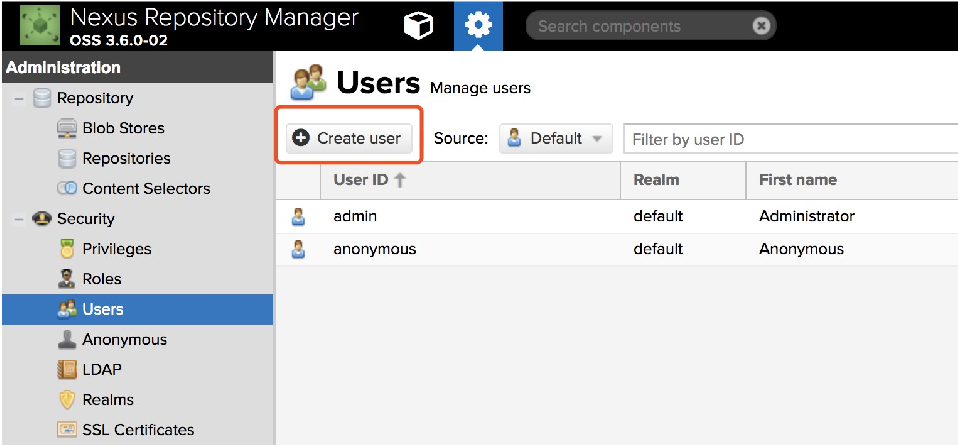 Nexus Repository Manager
OSS 3.6.0-02
Search components
Administration
Repository
Blob Stores
Repositories
Content Selectors
Security
Privileges
Roles
Users
Anonymous
LDAP
Realms
SSL Certificates
Users Manage users
Create user Source: Default Filter by user ID
User ID Realm First name
admin default Administrator
anonymous default Anonymous